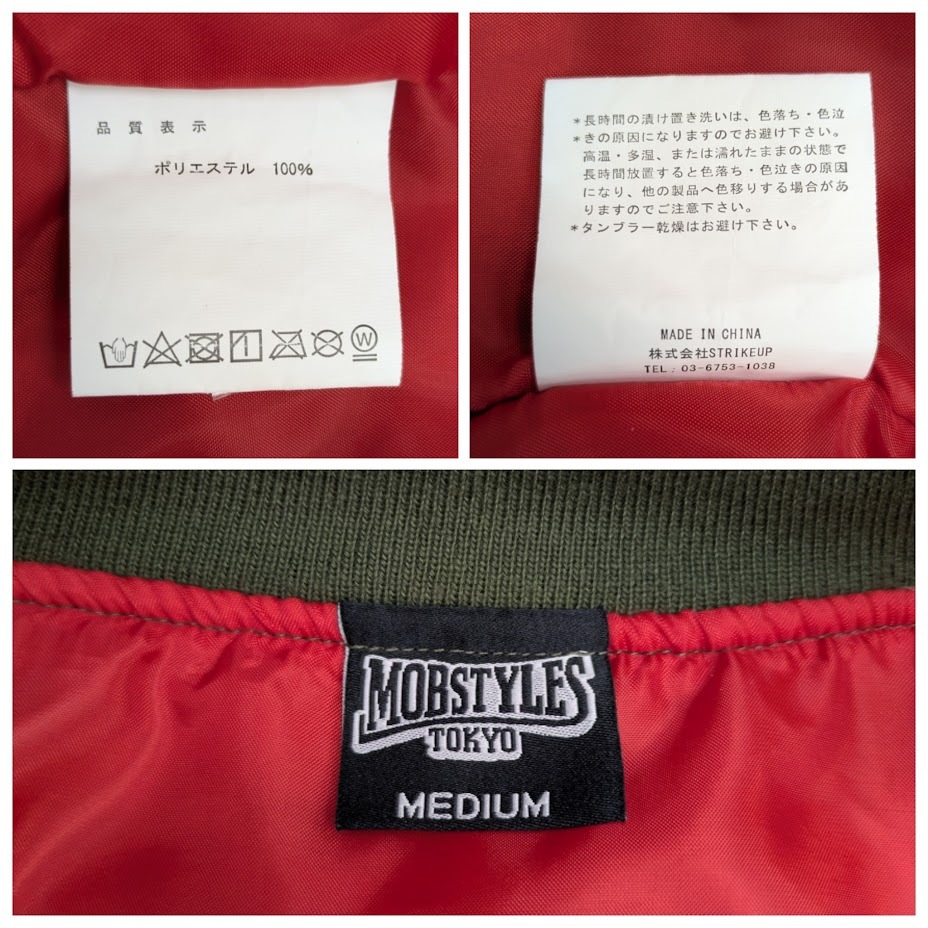 品質表示
ポリエステル 100%
W
*長時間の漬け置き洗いは、色落ち・色泣
*きの原因になりますのでお避け下さい。
高温・多湿、または濡れたままの状態で
長時間放置すると色落ち・色泣きの原因
になり、他の製品へ色移りする場合があ
りますのでご注意下さい。
*タンブラー乾燥はお避け下さい。
MADE IN CHINA
株式会社STRIKEUP
TEL：03-6753-1038
MOBSTYLES
TOKYO
MEDIUM